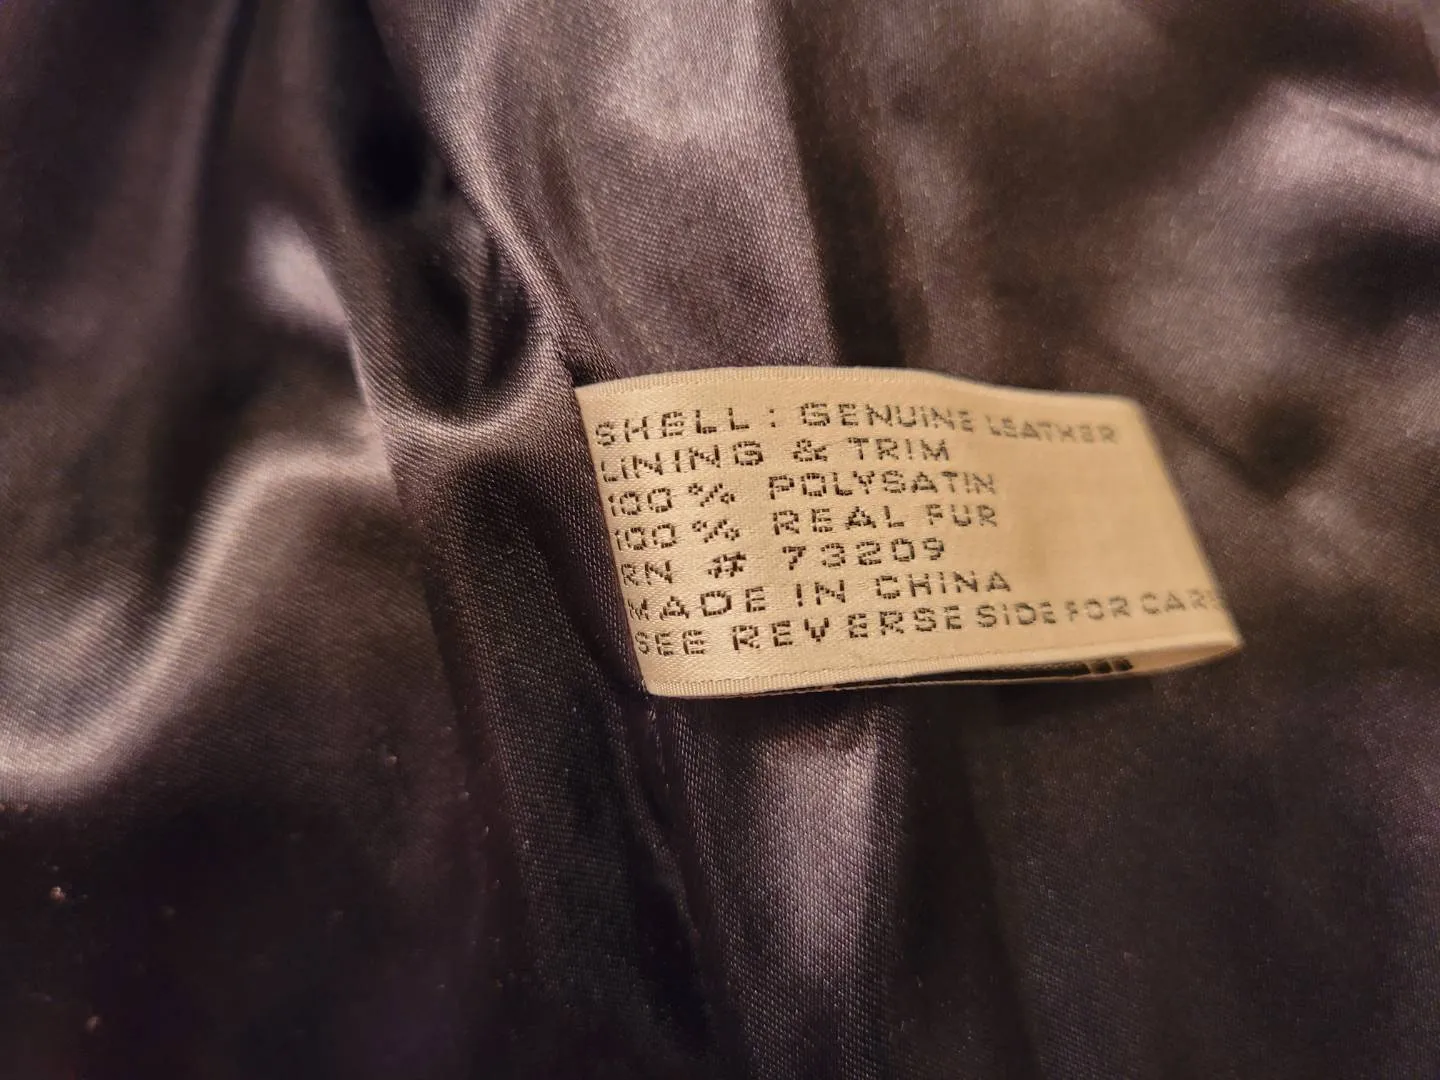 SHELL: GENUINE LEATHER
LINING & TRIM
100% POLYSATIN
100% REAL FUR
RN # 73209
MADE IN CHINA
SEE REVERSE SIDE FOR CARE